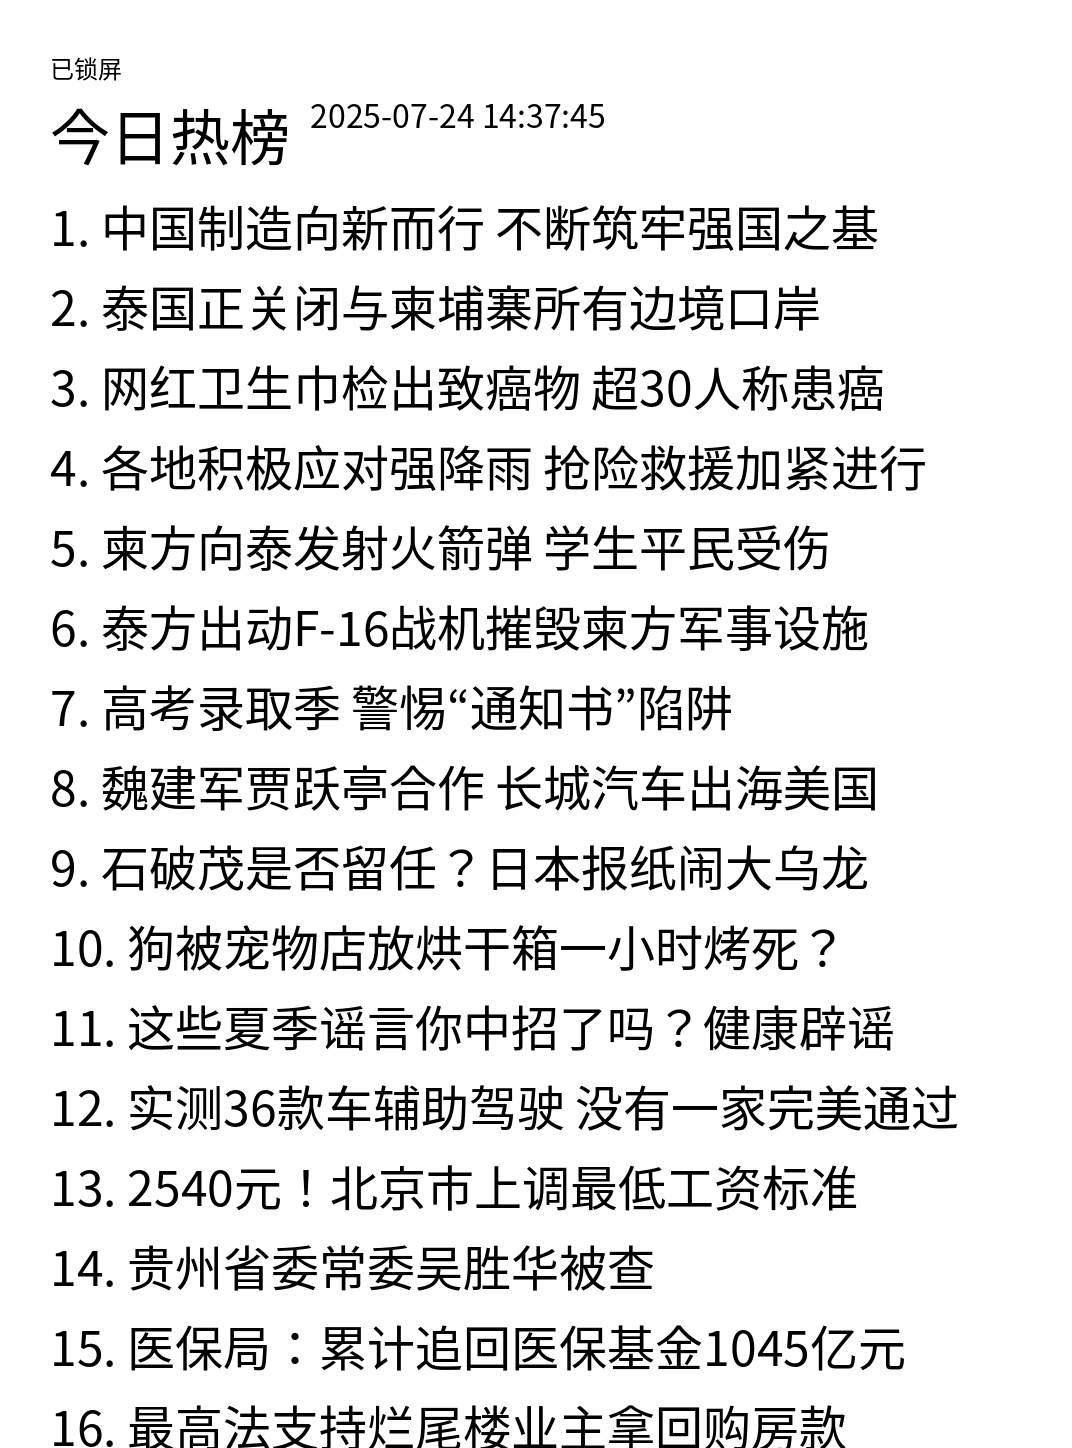 已锁屏
今日热榜 2025-07-24 14:37:45
1. 中国制造向新而行 不断筑牢强国之基
2. 泰国正关闭与柬埔寨所有边境口岸
3. 网红卫生巾检出致癌物 超30人称患癌
4. 各地积极应对强降雨 抢险救援加紧进行
5. 柬方向泰发射火箭弹 学生平民受伤
6. 泰方出动F-16战机摧毁柬方军事设施
7. 高考录取季 警惕“通知书”陷阱
8. 魏建军贾跃亭合作 长城汽车出海美国
9. 石破茂是否留任？日本报纸闹大乌龙
10. 狗被宠物店放烘干箱一小时烤死？
11. 这些夏季谣言你中招了吗？健康辟谣
12. 实测36款车辅助驾驶 没有一家完美通过
13. 2540元！北京市上调最低工资标准
14. 贵州省委常委吴胜华被查
15. 医保局：累计追回医保基金1045亿元
16. 最高法支持烂尾楼业主拿回购房款